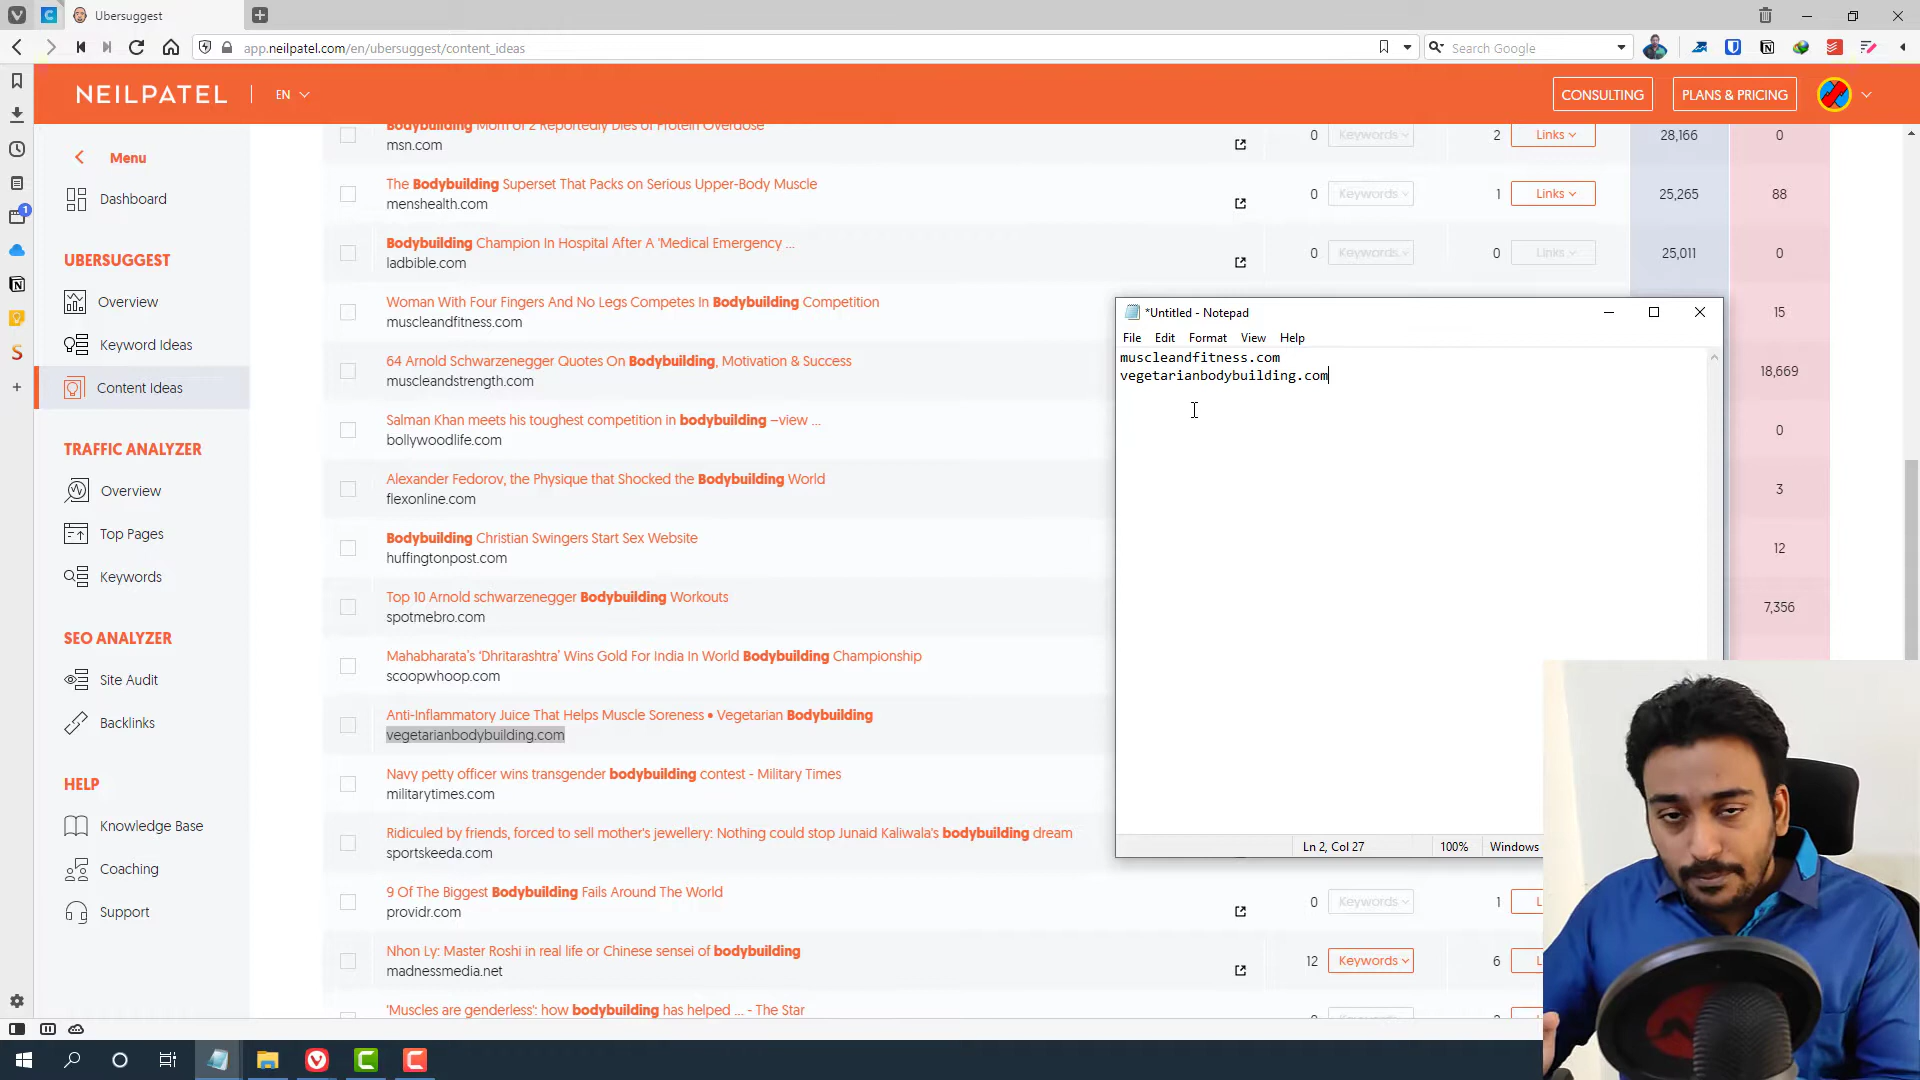 Ubersuggest
app.neilpatel.com/en/ubersuggest/content_ideas
Search Google
NEILPATEL
EN
CONSULTING
PLANS & PRICING
Menu
Dashboard
UBERSUGGEST
Overview
Keyword Ideas
Content Ideas
TRAFFIC ANALYZER
Overview
Top Pages
Keywords
SEO ANALYZER
Site Audit
Backlinks
HELP
Knowledge Base
Coaching
Support
Bodybuilding Mom of 2 Reportedly Dies of Protein Overdose
msn.com
0 Keywords 2 Links 28,166 0
The Bodybuilding Superset That Packs on Serious Upper-Body Muscle
menshealth.com
0 Keywords 1 Links 25,265 88
Bodybuilding Champion In Hospital After A 'Medical Emergency ...
ladbible.com
0 Keywords 0 Links 25,011 0
Woman With Four Fingers And No Legs Competes In Bodybuilding Competition
muscleandfitness.com
15
64 Arnold Schwarzenegger Quotes On Bodybuilding, Motivation & Success
muscleandstrength.com
18,669
Salman Khan meets his toughest competition in bodybuilding –view ...
bollywoodlife.com
0
Alexander Fedorov, the Physique that Shocked the Bodybuilding World
flexonline.com
3
Bodybuilding Christian Swingers Start Sex Website
huffingtonpost.com
12
Top 10 Arnold schwarzenegger Bodybuilding Workouts
spotmebro.com
7,356
Mahabharata's 'Dhritarashtra' Wins Gold For India In World Bodybuilding Championship
scoopwhoop.com
Anti-Inflammatory Juice That Helps Muscle Soreness • Vegetarian Bodybuilding
vegetarianbodybuilding.com
Navy petty officer wins transgender bodybuilding contest - Military Times
militarytimes.com
Ridiculed by friends, forced to sell mother's jewellery: Nothing could stop Junaid Kaliwala's bodybuilding dream
sportskeeda.com
9 Of The Biggest Bodybuilding Fails Around The World
providr.com
0 Keywords 1 L
Nhon Ly: Master Roshi in real life or Chinese sensei of bodybuilding
madnessmedia.net
12 Keywords 6 L
'Muscles are genderless': how bodybuilding has helped ... - The Star
*Untitled - Notepad
File Edit Format View Help
muscleandfitness.com
vegetarianbodybuilding.com
Ln 2, Col 27
100%
Windows
1